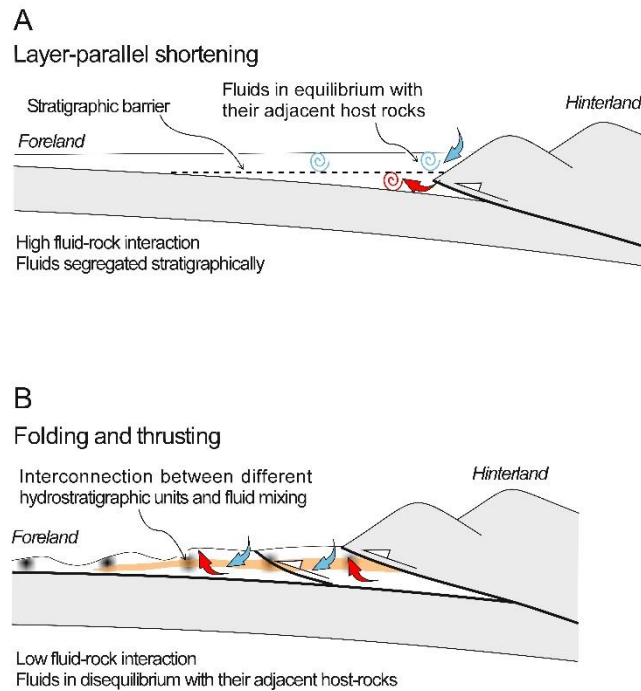 A
Layer-parallel shortening
Fluids in equilibrium with
their adjacent host rocks
Stratigraphic barrier
Hinterland
Foreland
High fluid-rock interaction
Fluids segregated stratigraphically
B
Folding and thrusting
Interconnection between different
hydrostratigraphic units and fluid mixing
Hinterland
Foreland
Low fluid-rock interaction
Fluids in disequilibrium with their adjacent host-rocks